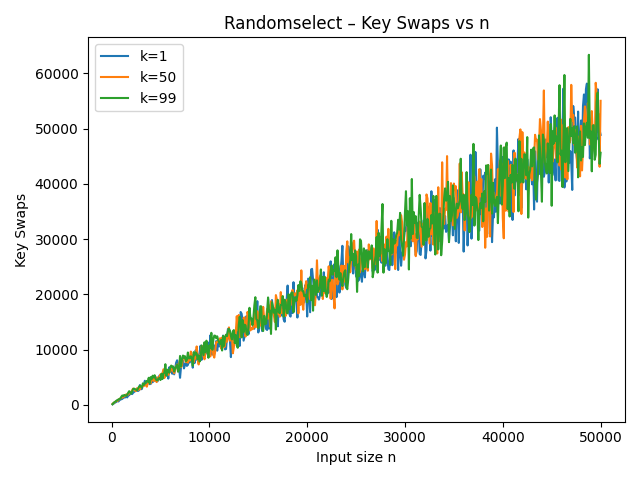 Randomselect – Key Swaps vs n
k=1
k=50
k=99
Key Swaps
60000
50000
40000
30000
20000
10000
0
0 10000 20000 30000 40000 50000
Input size n